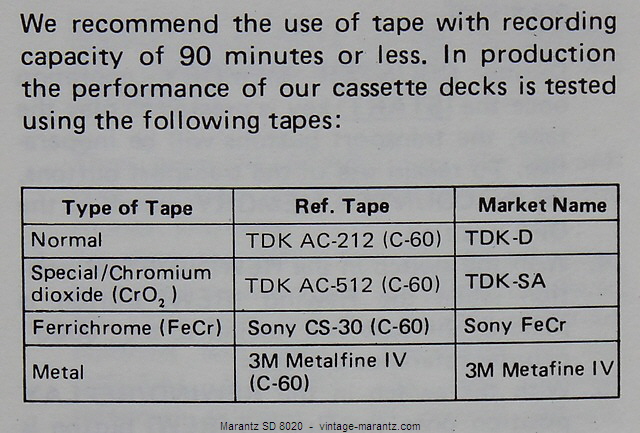 We recommend the use of tape with recording
capacity of 90 minutes or less. In production
the performance of our cassette decks is tested
using the following tapes:
Type of Tape Ref. Tape Market Name
Normal TDK AC-212 (C-60) TDK-D
Special/Chromium
dioxide (CrO₂) TDK AC-512 (C-60) TDK-SA
Ferrichrome (FeCr) Sony CS-30 (C-60) Sony FeCr
Metal 3M Metalfine IV
(C-60) 3M Metafine IV
Marantz SD 8020 - vintage-marantz.com